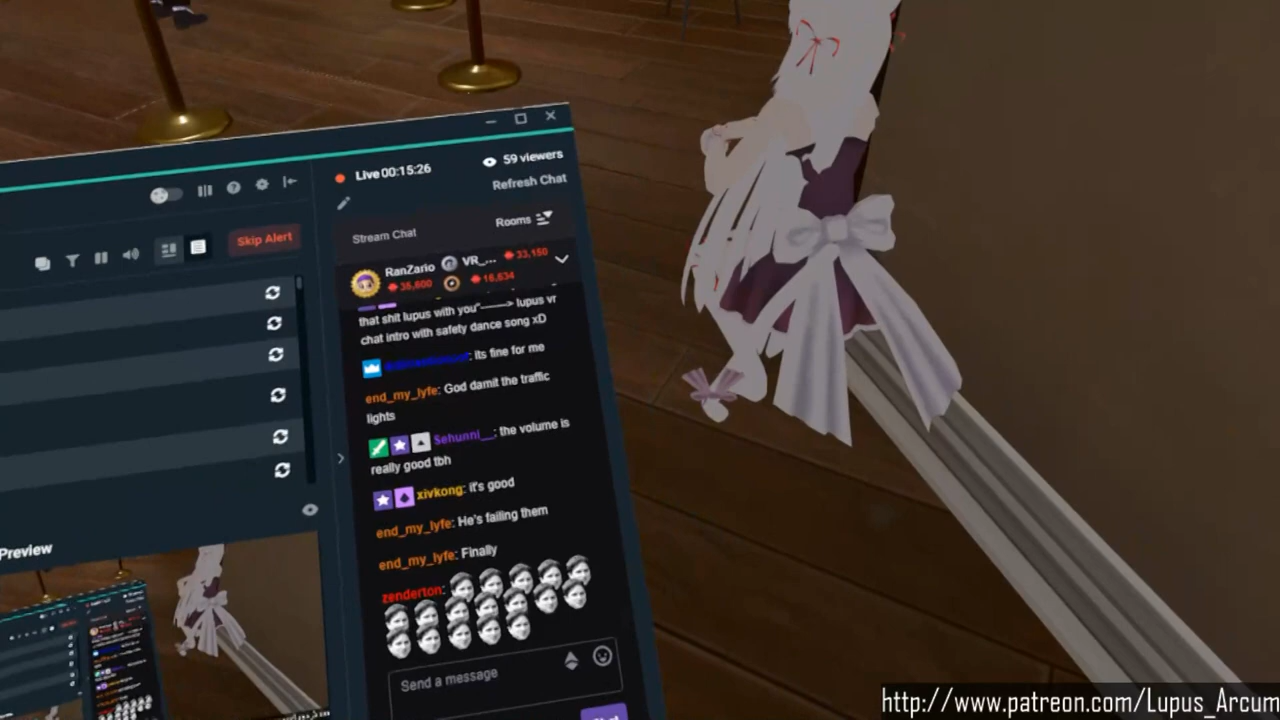 Live 00:15:26
59 viewers
Refresh Chat
Skip Alert
Stream Chat
Rooms
RanZario
VR_...
33,150
35,600
16,634
that shit lupus with you"-----> lupus vr
chat intro with safety dance song xD
: its fine for me
end_my_lyfe: God damit the traffic
lights
Sehunni__: the volume is
really good tbh
xivkong: it's good
end_my_lyfe: He's failing them
end_my_lyfe: Finally
zenderton:
Preview
Send a message
Chat
http://www.patreon.com/Lupus_Arcum